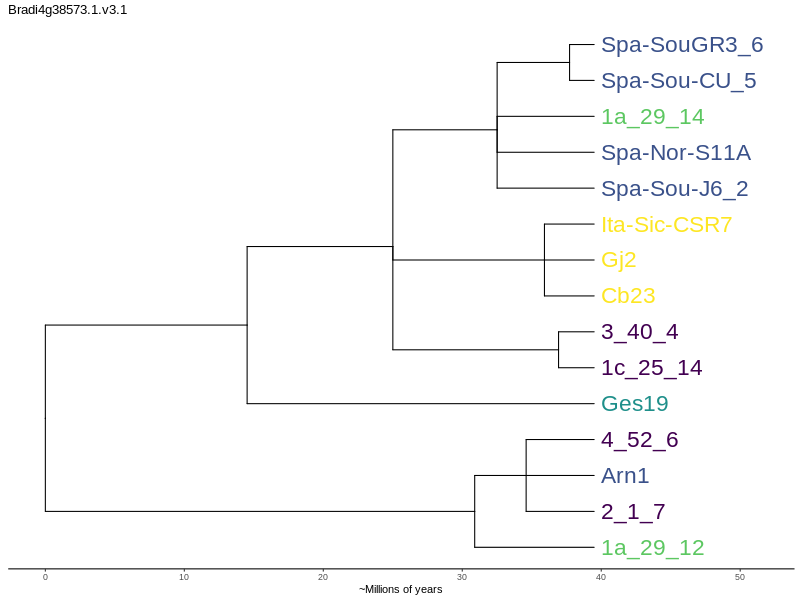 Bradi4g38573.1.v3.1
Spa-SouGR3_6
Spa-Sou-CU_5
1a_29_14
Spa-Nor-S11A
Spa-Sou-J6_2
Ita-Sic-CSR7
Gj2
Cb23
3_40_4
1c_25_14
Ges19
4_52_6
Arn1
2_1_7
1a_29_12
0 10 20 30 40 50
~Millions of years